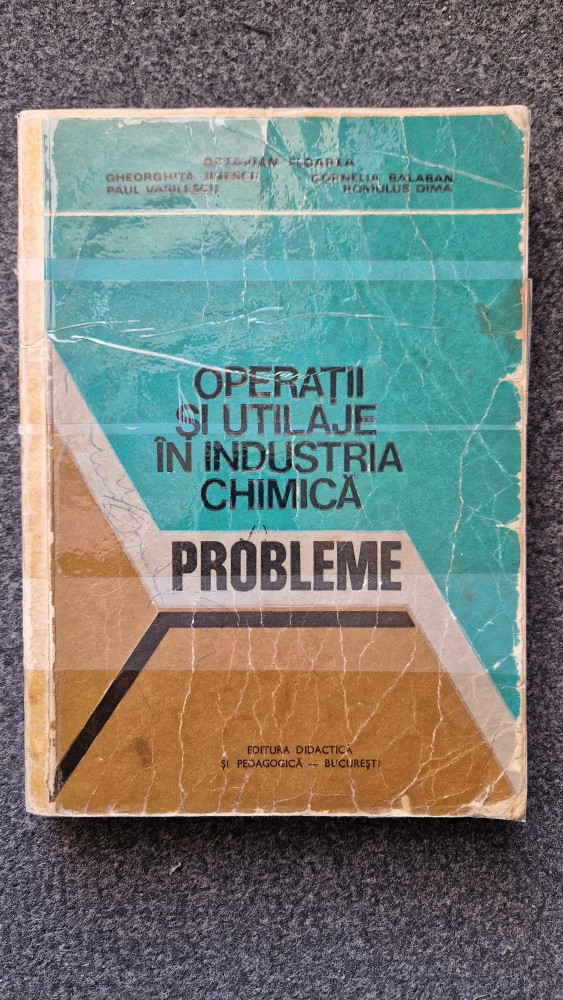 OCTAVIAN FLOAREA
GHEORGHIȚA JINESCU CORNELIA BALABAN
PAUL VASILESCU ROMULUS DIMA
OPERAȚII
ȘI UTILAJE
ÎN INDUSTRIA
CHIMICĂ
PROBLEME
EDITURA DIDACTICĂ
ȘI PEDAGOGICĂ — BUCUREȘTI